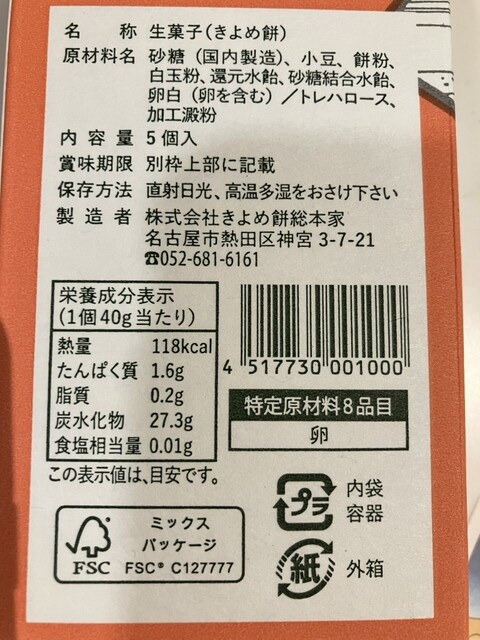 名称 生菓子（きよめ餅）
原材料名 砂糖（国内製造）、小豆、餅粉、
白玉粉、還元水飴、砂糖結合水飴、
卵白（卵を含む）／トレハロース、
加工澱粉
内容量 5個入
賞味期限 別枠上部に記載
保存方法 直射日光、高温多湿をおさけ下さい
製造者 株式会社きよめ餅総本家
名古屋市熱田区神宮3-7-21
☎052-681-6161
栄養成分表示
（1個40g当たり）
熱量 118kcal
たんぱく質 1.6g
脂質 0.2g
炭水化物 27.3g
食塩相当量 0.01g
この表示値は、目安です。
4 517730 001000
特定原材料8品目
卵
プラ 内袋
容器
紙 外箱
FSC
ミックス
パッケージ
FSC® C127777